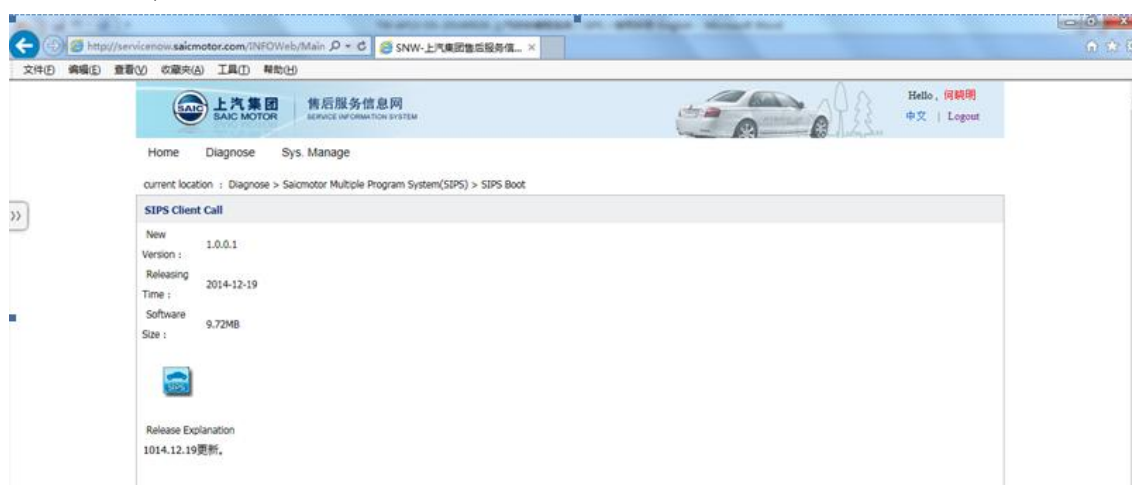 http://servicenow.saicmotor.com/INFOWeb/Main
SNW-上汽集团售后服务信... ×
文件(F) 编辑(E) 查看(V) 收藏夹(A) 工具(T) 帮助(H)
SAIC 上汽集团 售后服务信息网
SAIC MOTOR SERVICE INFORMATION SYSTEM
Hello , 何晓明
中文 | Logout
Home Diagnose Sys. Manage
current location : Diagnose > Saicmotor Multiple Program System(SIPS) > SIPS Boot
SIPS Client Call
New
Version : 1.0.0.1
Releasing
Time : 2014-12-19
Software
Size : 9.72MB
SIPS
Release Explanation
1014.12.19更新。